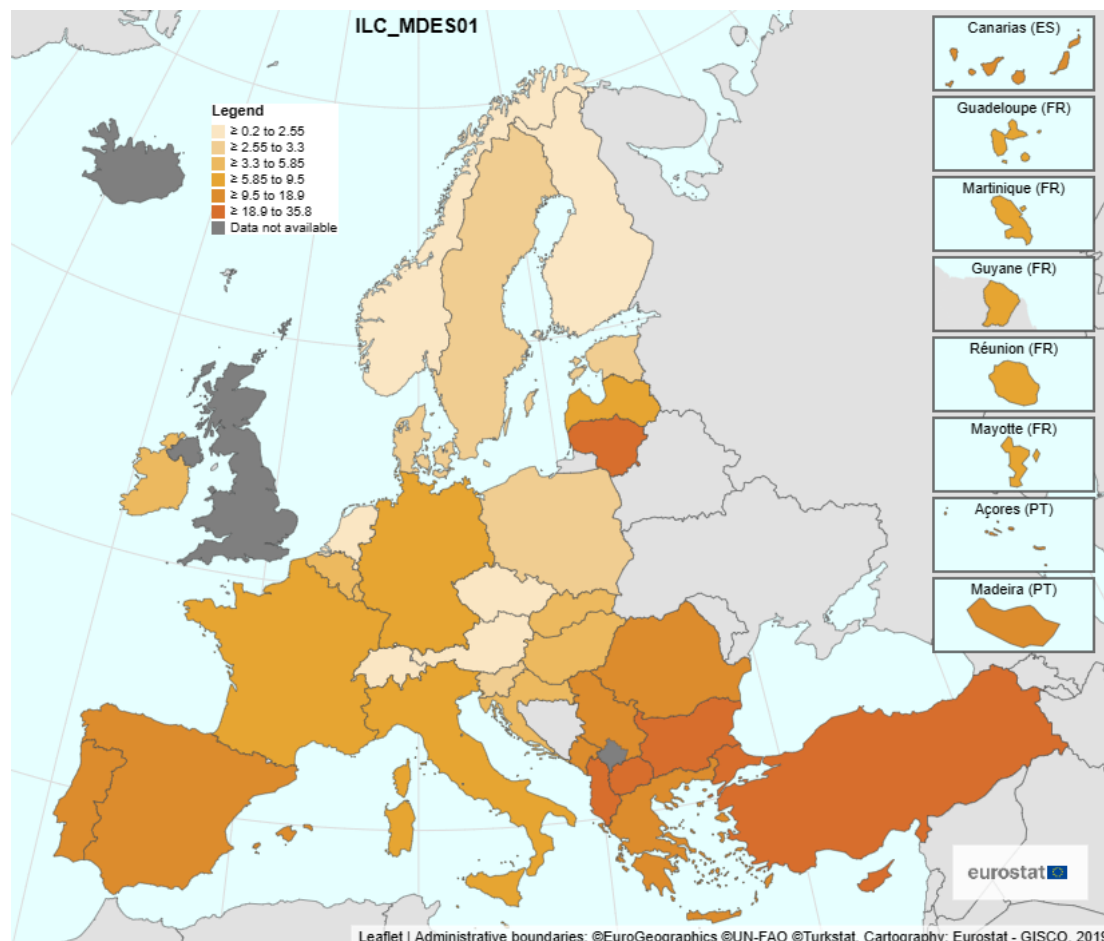 ILC_MDES01
Legend
≥ 0.2 to 2.55
≥ 2.55 to 3.3
≥ 3.3 to 5.85
≥ 5.85 to 9.5
≥ 9.5 to 18.9
≥ 18.9 to 35.8
Data not available
Canarias (ES)
Guadeloupe (FR)
Martinique (FR)
Guyane (FR)
Réunion (FR)
Mayotte (FR)
Açores (PT)
Madeira (PT)
eurostat
Leaflet | Administrative boundaries: ©EuroGeographics ©UN-FAO ©Turkstat, Cartography: Eurostat - GISCO, 2019